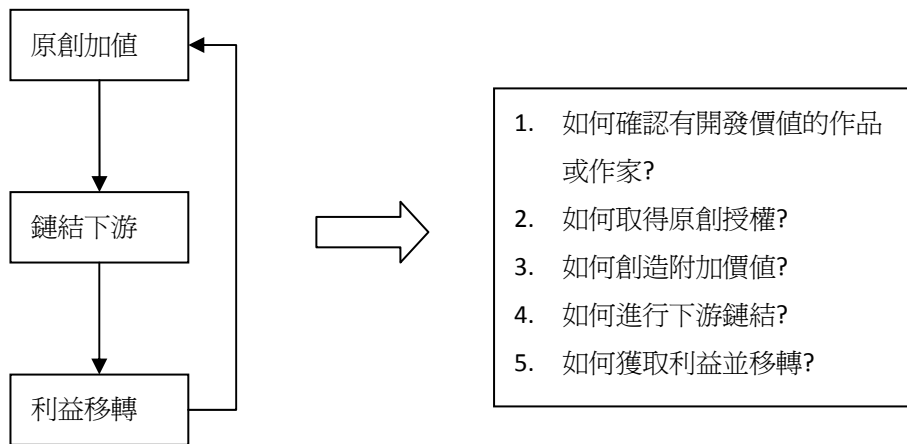 原創加值
鏈結下游
利益移轉
1. 如何確認有開發價值的作品
或作家?
2. 如何取得原創授權?
3. 如何創造附加價值?
4. 如何進行下游鏈結?
5. 如何獲取利益並移轉?